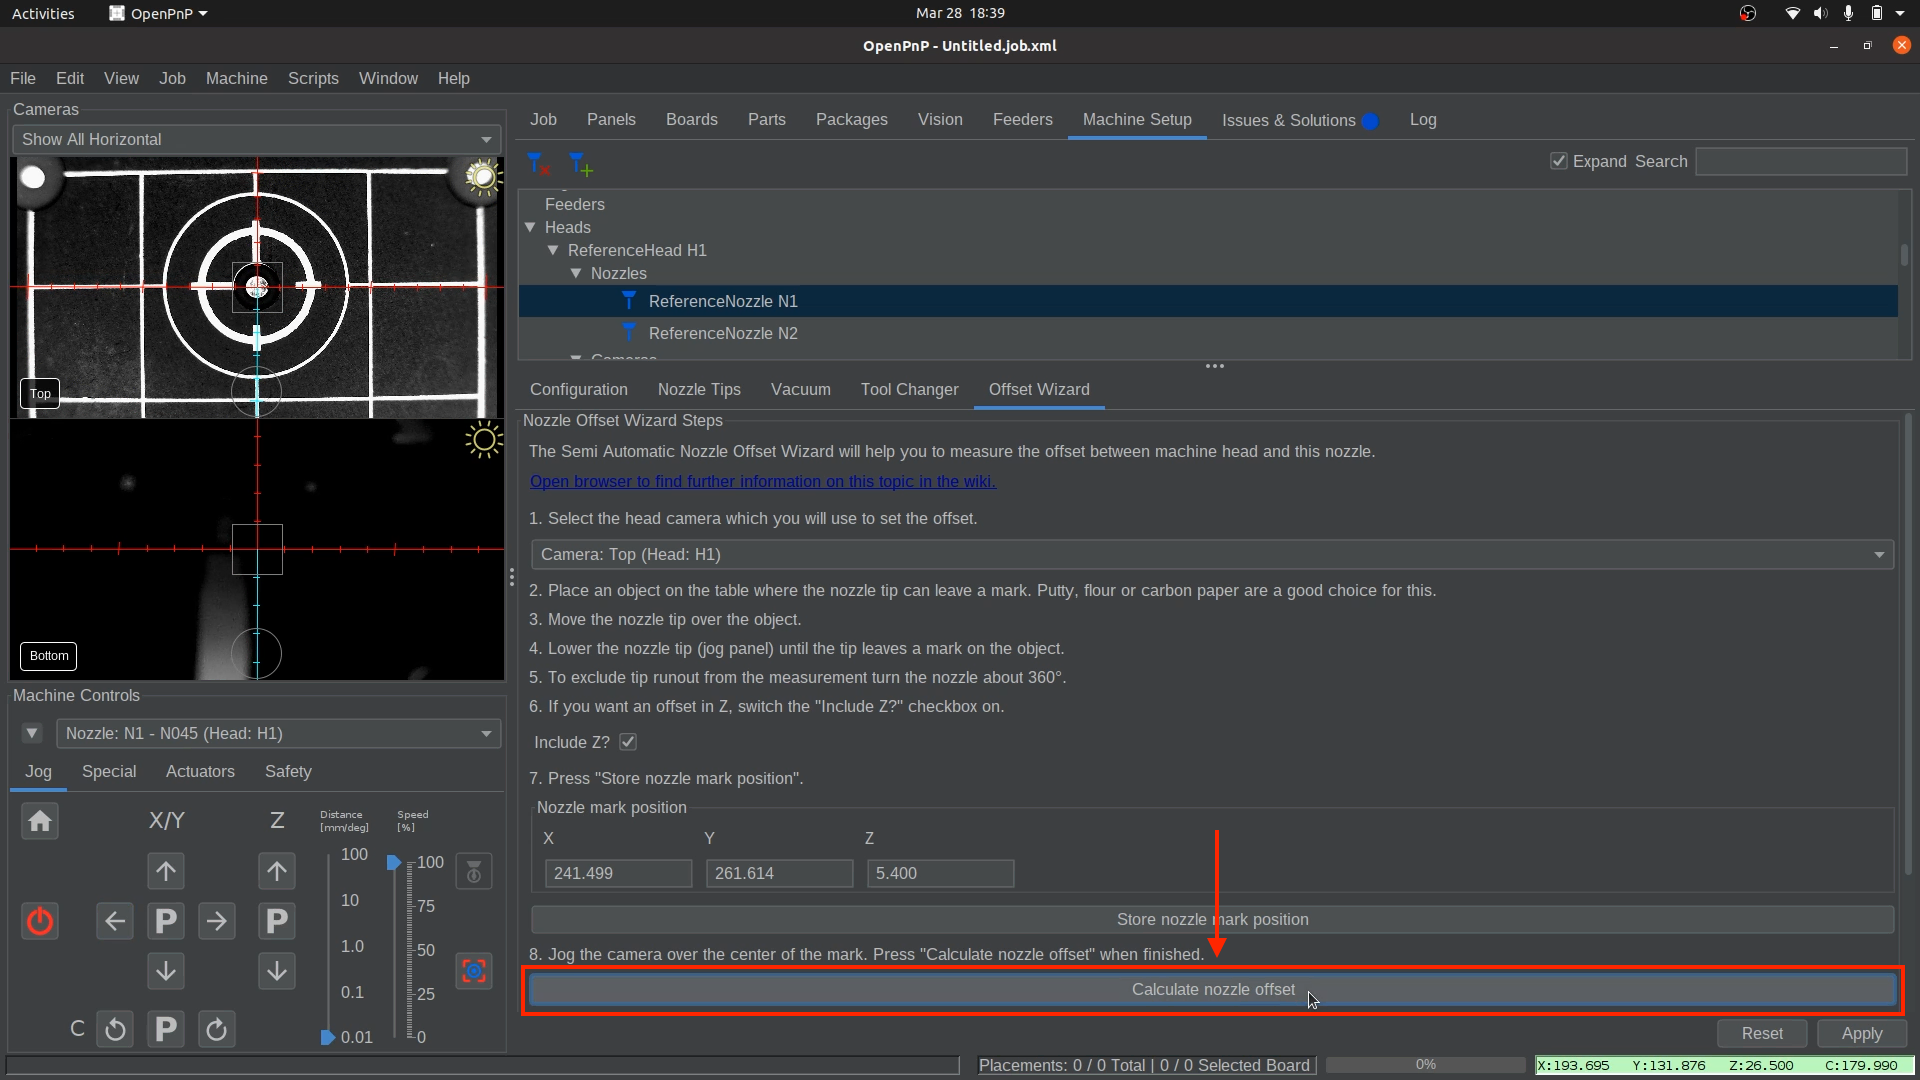 Activities
OpenPnP
Mar 28 18:39
OpenPnP - Untitled.job.xml
File Edit View Job Machine Scripts Window Help
Cameras
Show All Horizontal
Top
Bottom
Machine Controls
Nozzle: N1 - N045 (Head: H1)
Jog Special Actuators Safety
X/Y Z Distance [mm/deg] Speed [%]
100
10
1.0
0.1
0.01
100
75
50
25
0
P P
C P
Job Panels Boards Parts Packages Vision Feeders Machine Setup Issues & Solutions Log
Expand Search
Feeders
Heads
ReferenceHead H1
Nozzles
ReferenceNozzle N1
ReferenceNozzle N2
Cameras
Configuration Nozzle Tips Vacuum Tool Changer Offset Wizard
Nozzle Offset Wizard Steps
The Semi Automatic Nozzle Offset Wizard will help you to measure the offset between machine head and this nozzle.
Open browser to find further information on this topic in the wiki.
1. Select the head camera which you will use to set the offset.
Camera: Top (Head: H1)
2. Place an object on the table where the nozzle tip can leave a mark. Putty, flour or carbon paper are a good choice for this.
3. Move the nozzle tip over the object.
4. Lower the nozzle tip (jog panel) until the tip leaves a mark on the object.
5. To exclude tip runout from the measurement turn the nozzle about 360°.
6. If you want an offset in Z, switch the "Include Z?" checkbox on.
Include Z?
7. Press "Store nozzle mark position".
Nozzle mark position
X Y Z
241.499 261.614 5.400
Store nozzle mark position
8. Jog the camera over the center of the mark. Press "Calculate nozzle offset" when finished.
Calculate nozzle offset
Reset Apply
Placements: 0 / 0 Total | 0 / 0 Selected Board
0%
X:193.695 Y:131.876 Z:26.500 C:179.990